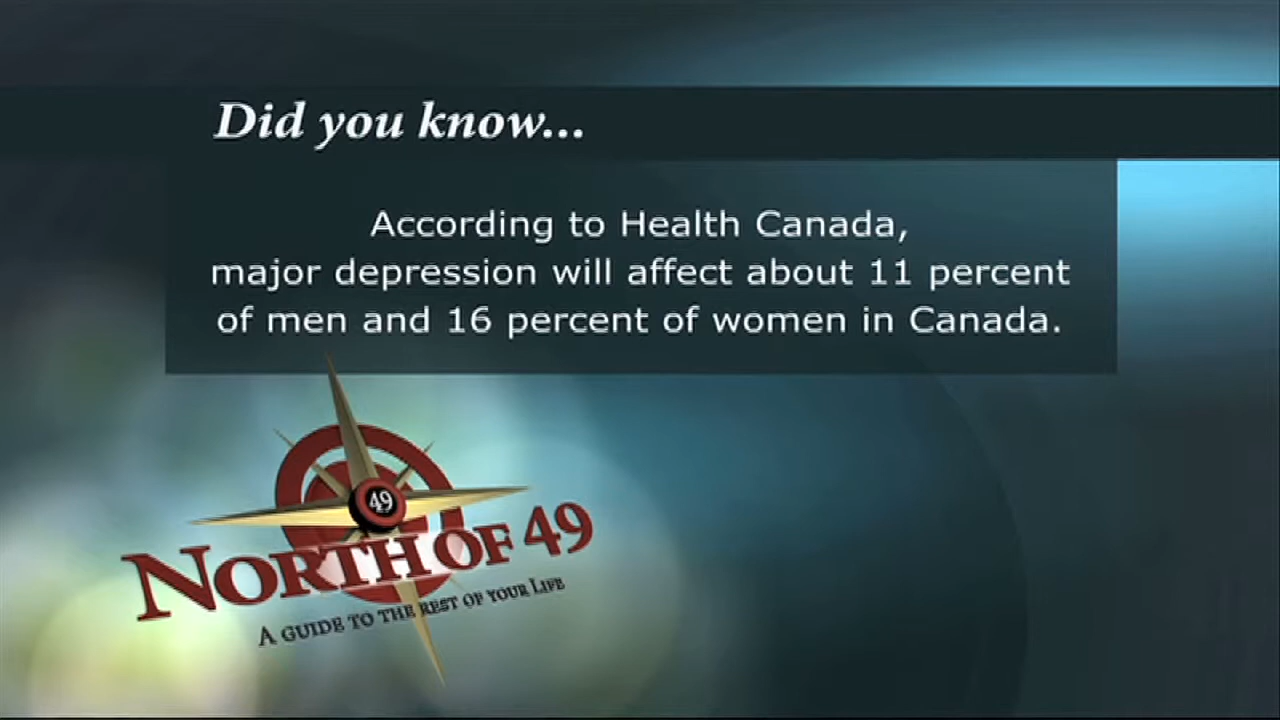 Did you know...
According to Health Canada,
major depression will affect about 11 percent
of men and 16 percent of women in Canada.
49
NORTH OF 49
A GUIDE TO THE REST OF YOUR LIFE